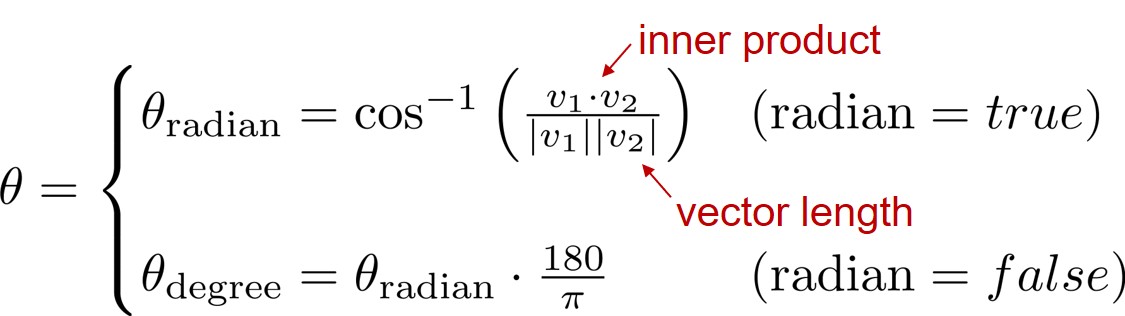 inner product
θ_radian = cos⁻¹ (v₁·v₂ / |v₁||v₂|) (radian = true)
θ =
vector length
θ_degree = θ_radian · 180/π (radian = false)